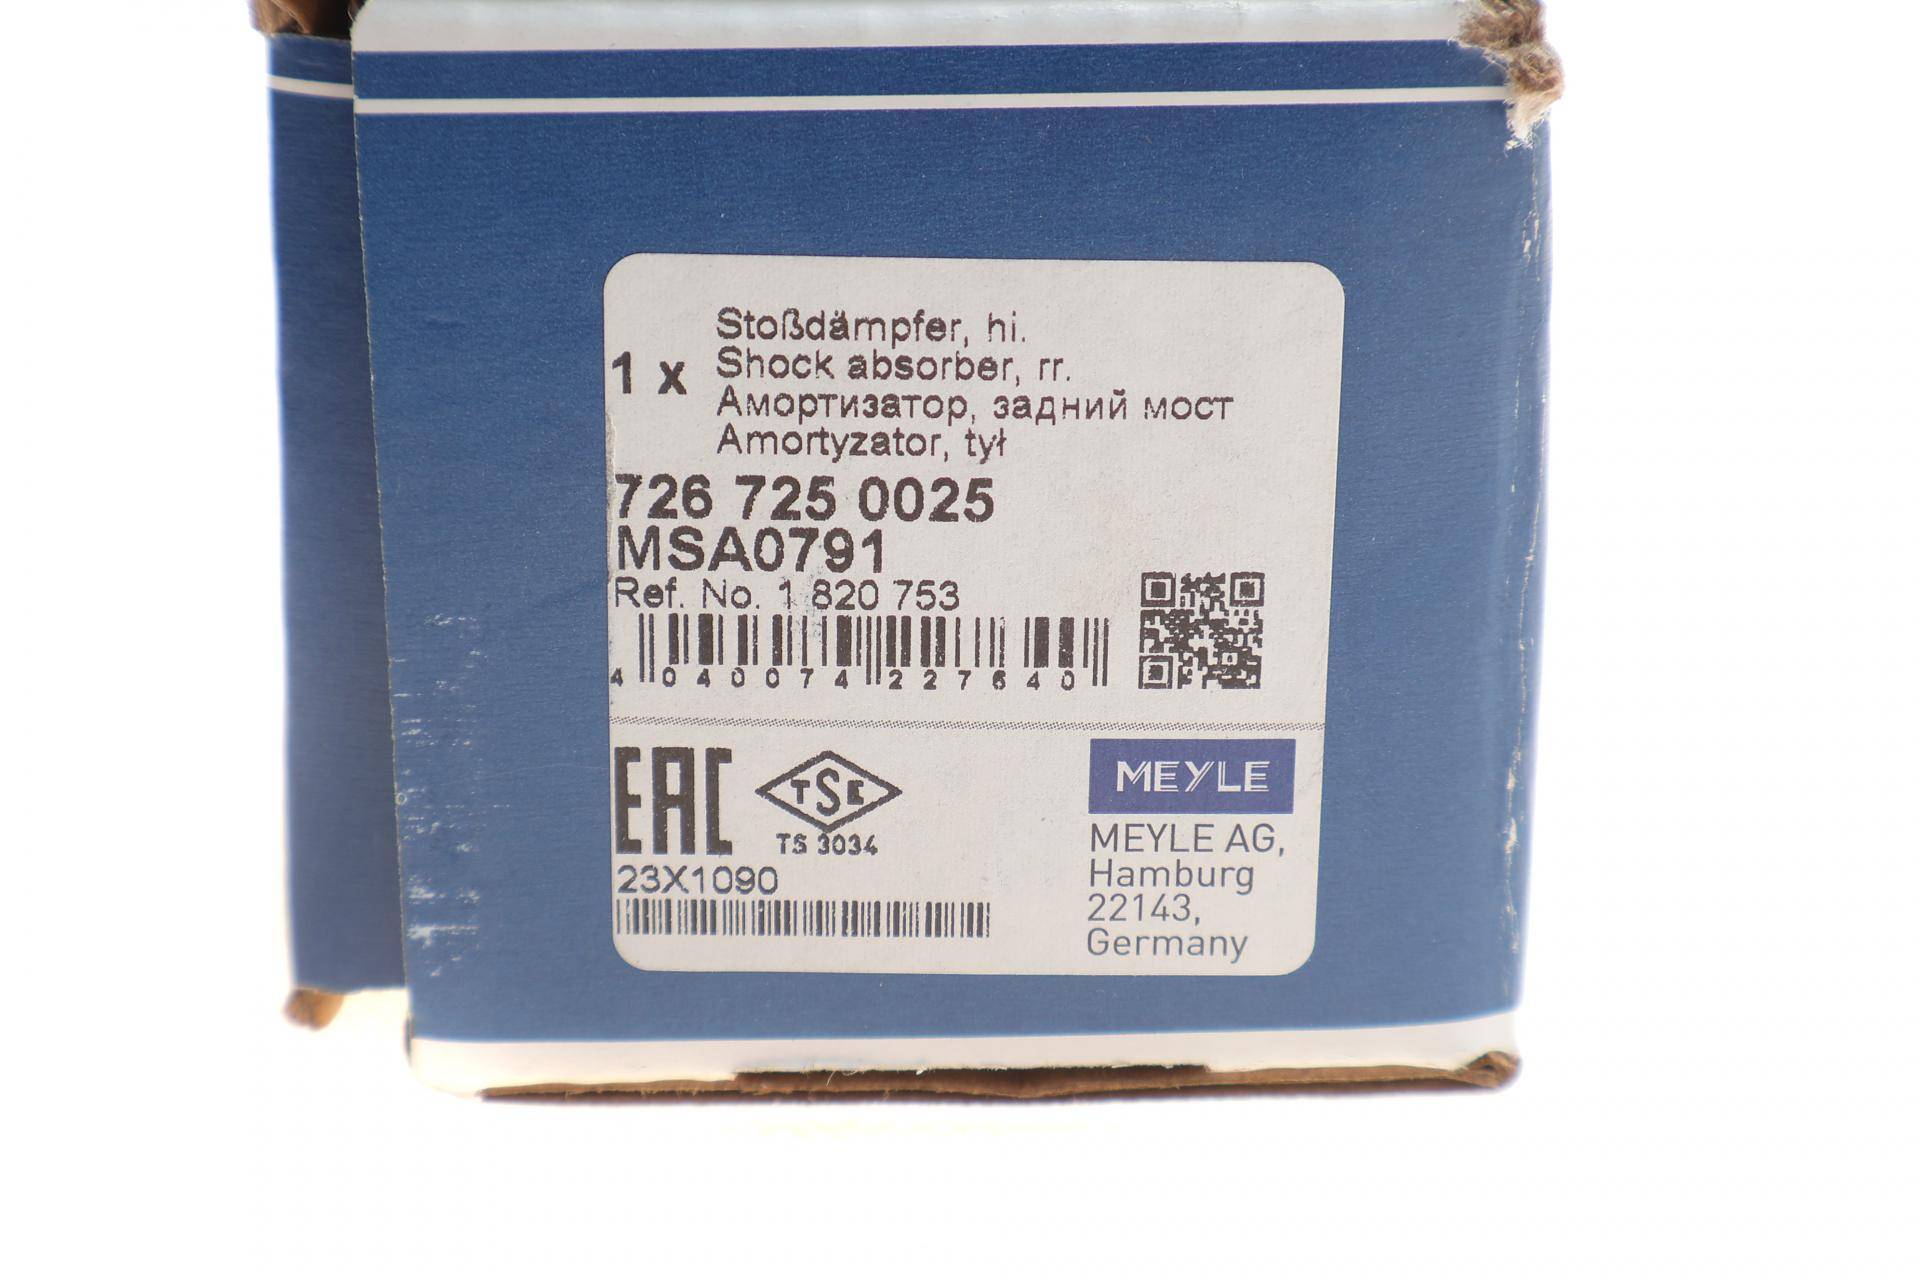 1 x
Stoßdämpfer, hi.
Shock absorber, rr.
Амортизатор, задний мост
Amortyzator, tył
726 725 0025
MSA0791
Ref. No. 1 820 753
4 040074 227640
EAC
TSE
TS 3034
23X1090
MEYLE
MEYLE AG,
Hamburg
22143,
Germany